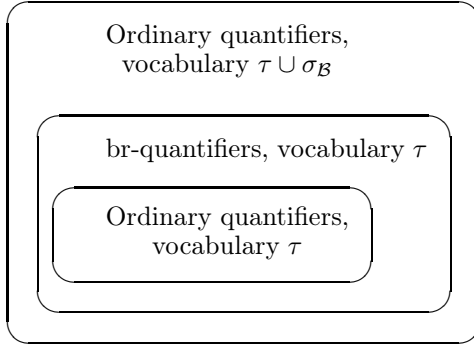 Ordinary quantifiers,
vocabulary τ ∪ σ_ℬ
br-quantifiers, vocabulary τ
Ordinary quantifiers,
vocabulary τ